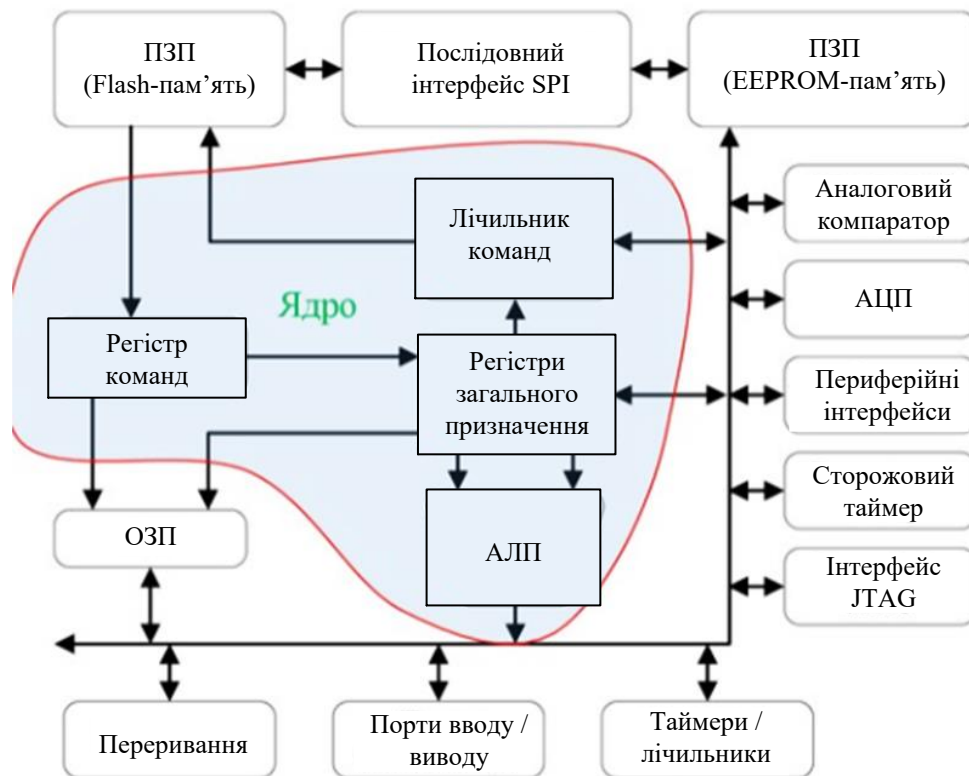 ПЗП
(Flash-пам’ять)
Послідовний
інтерфейс SPI
ПЗП
(EEPROM-пам’ять)
Аналоговий
компаратор
Лічильник
команд
АЦП
Ядро
Регістр
команд
Регістри
загального
призначення
Периферійні
інтерфейси
Сторожовий
таймер
ОЗП
АЛП
Інтерфейс
JTAG
Переривання
Порти вводу /
виводу
Таймери /
лічильники